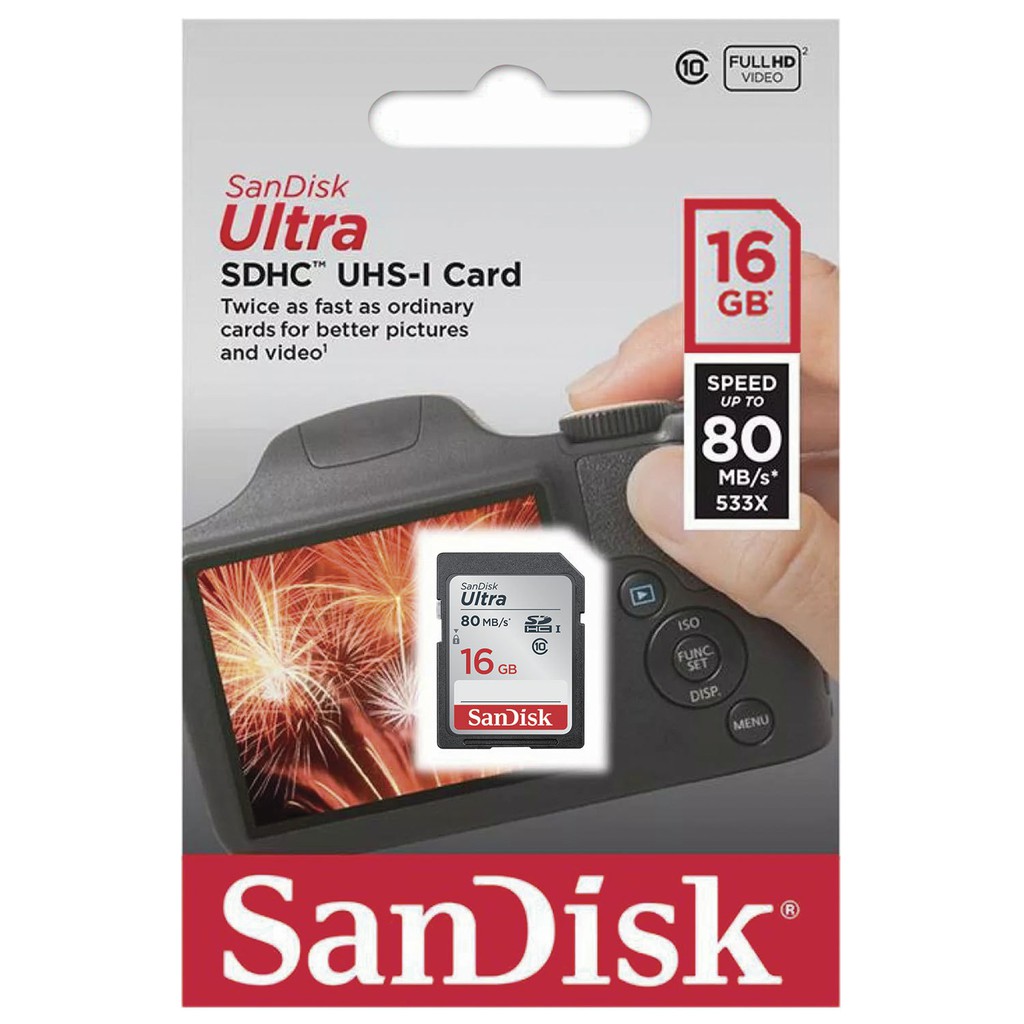 10
FULL HD
VIDEO
2
SanDisk
Ultra
SDHC™ UHS-I Card
Twice as fast as ordinary
cards for better pictures
and video¹
16
GB*
SPEED
UP TO
80
MB/s*
533X
SanDisk
Ultra
80 MB/s*
SD
HC I
10
16 GB
SanDisk
ISO
FUNC.
SET
DISP.
MENU
SanDisk®